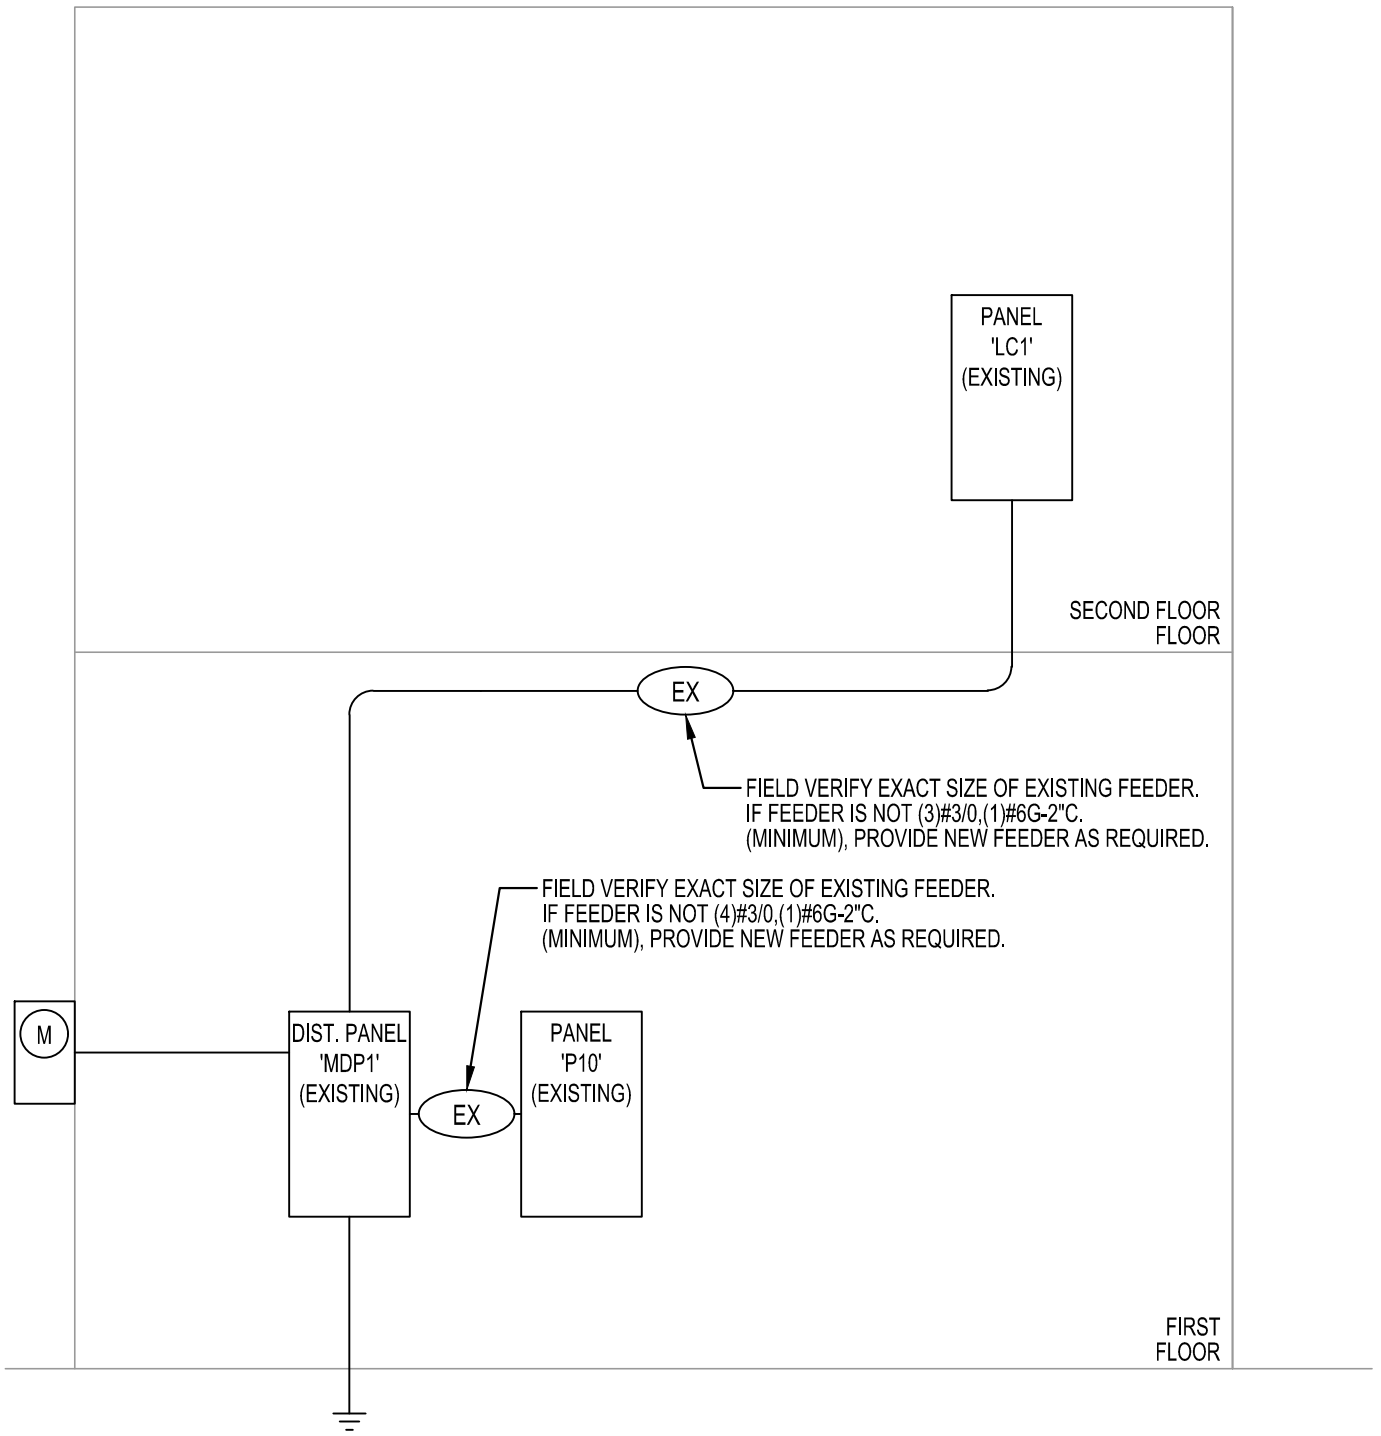 PANEL
'LC1'
(EXISTING)
SECOND FLOOR
FLOOR
EX
FIELD VERIFY EXACT SIZE OF EXISTING FEEDER.
IF FEEDER IS NOT (3)#3/0,(1)#6G-2"C.
(MINIMUM), PROVIDE NEW FEEDER AS REQUIRED.
FIELD VERIFY EXACT SIZE OF EXISTING FEEDER.
IF FEEDER IS NOT (4)#3/0,(1)#6G-2"C.
(MINIMUM), PROVIDE NEW FEEDER AS REQUIRED.
M
DIST. PANEL
'MDP1'
(EXISTING)
EX
PANEL
'P10'
(EXISTING)
FIRST
FLOOR